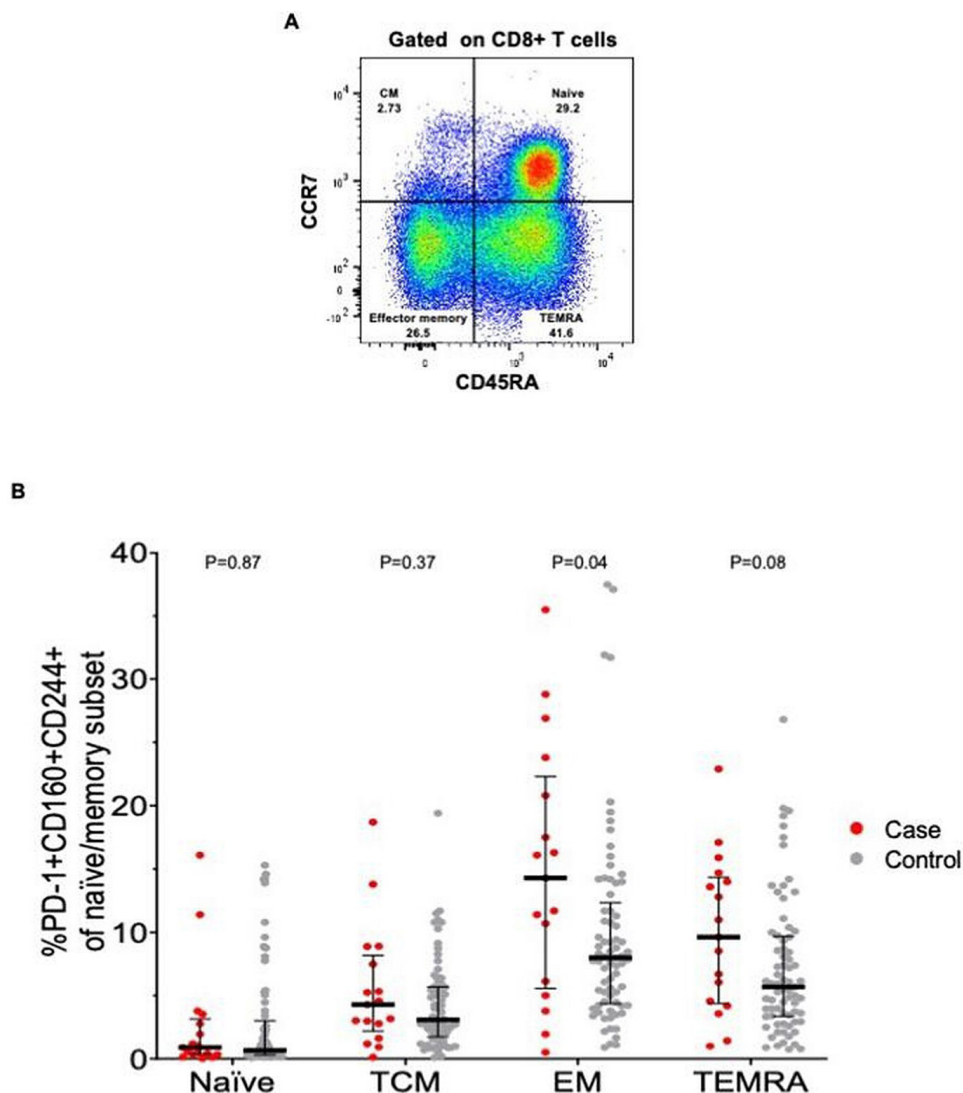 A
Gated on CD8+ T cells
CM
2.73
Naive
29.2
10^4
10^3
10^2
0
-10^2
CCR7
Effector memory
26.5
TEMRA
41.6
0
10^3
10^4
CD45RA
B
P=0.87
P=0.37
P=0.04
P=0.08
40
30
20
10
0
%PD-1+CD160+CD244+
of naïve/memory subset
Case
Control
Naïve
TCM
EM
TEMRA